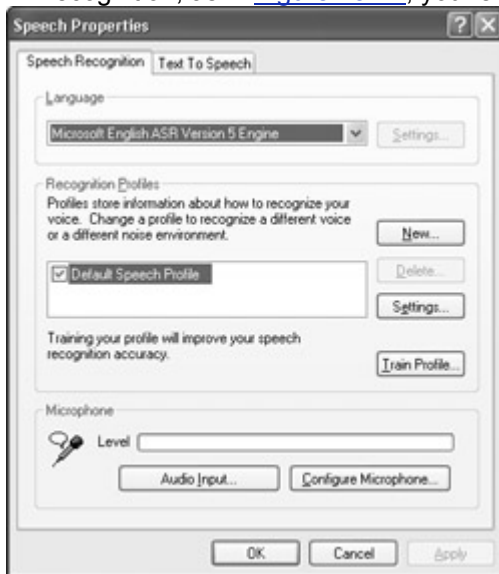 Speech Properties
Speech Recognition Text To Speech
Language
Microsoft English ASR Version 5 Engine Settings...
Recognition Profiles
Profiles store information about how to recognize your
voice. Change a profile to recognize a different voice
or a different noise environment.
New...
Default Speech Profile
Delete...
Settings...
Training your profile will improve your speech
recognition accuracy.
Train Profile...
Microphone
Level
Audio Input... Configure Microphone...
OK Cancel Apply